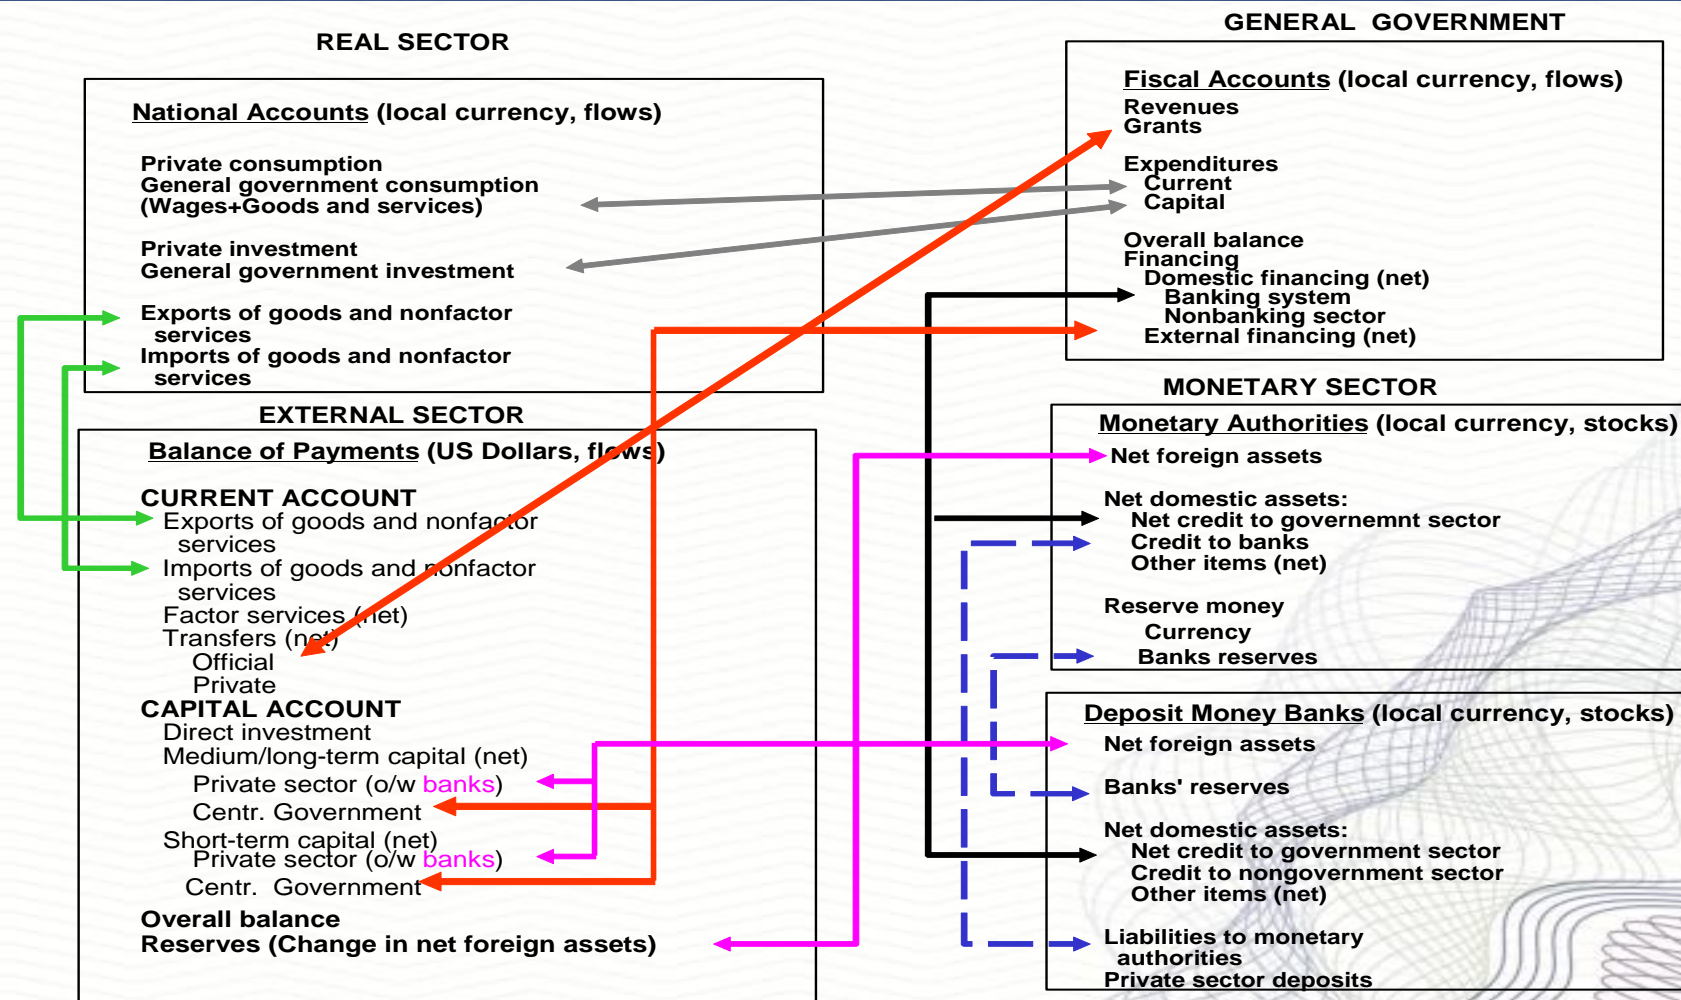 REAL SECTOR
National Accounts (local currency, flows)
Private consumption
General government consumption
(Wages+Goods and services)
Private investment
General government investment
Exports of goods and nonfactor
services
Imports of goods and nonfactor
services
EXTERNAL SECTOR
Balance of Payments (US Dollars, flows)
CURRENT ACCOUNT
Exports of goods and nonfactor
services
Imports of goods and nonfactor
services
Factor services (net)
Transfers (net)
Official
Private
CAPITAL ACCOUNT
Direct investment
Medium/long-term capital (net)
Private sector (o/w banks)
Centr. Government
Short-term capital (net)
Private sector (o/w banks)
Centr. Government
Overall balance
Reserves (Change in net foreign assets)
GENERAL GOVERNMENT
Fiscal Accounts (local currency, flows)
Revenues
Grants
Expenditures
Current
Capital
Overall balance
Financing
Domestic financing (net)
Banking system
Nonbanking sector
External financing (net)
MONETARY SECTOR
Monetary Authorities (local currency, stocks)
Net foreign assets
Net domestic assets:
Net credit to governemnt sector
Credit to banks
Other items (net)
Reserve money
Currency
Banks reserves
Deposit Money Banks (local currency, stocks)
Net foreign assets
Banks' reserves
Net domestic assets:
Net credit to government sector
Credit to nongovernment sector
Other items (net)
Liabilities to monetary
authorities
Private sector deposits